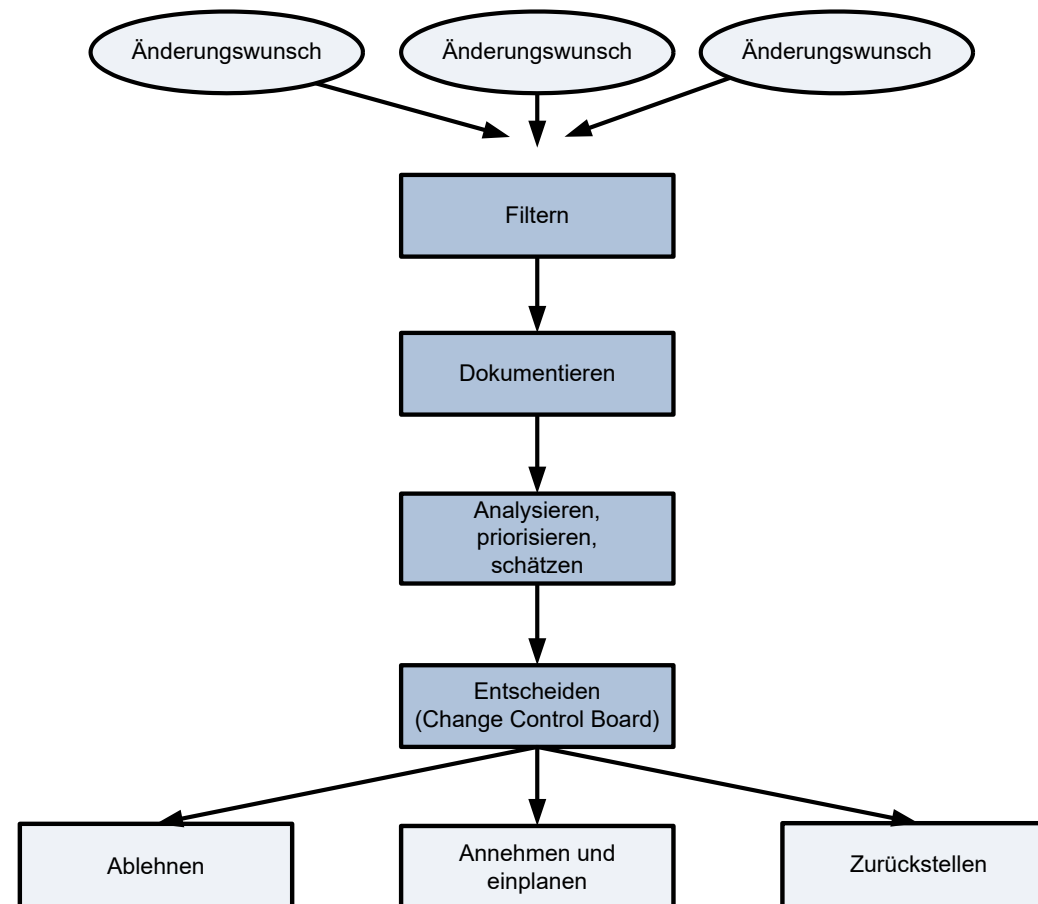 Änderungswunsch
Änderungswunsch
Änderungswunsch
Filtern
Dokumentieren
Analysieren,
priorisieren,
schätzen
Entscheiden
(Change Control Board)
Ablehnen
Annehmen und
einplanen
Zurückstellen